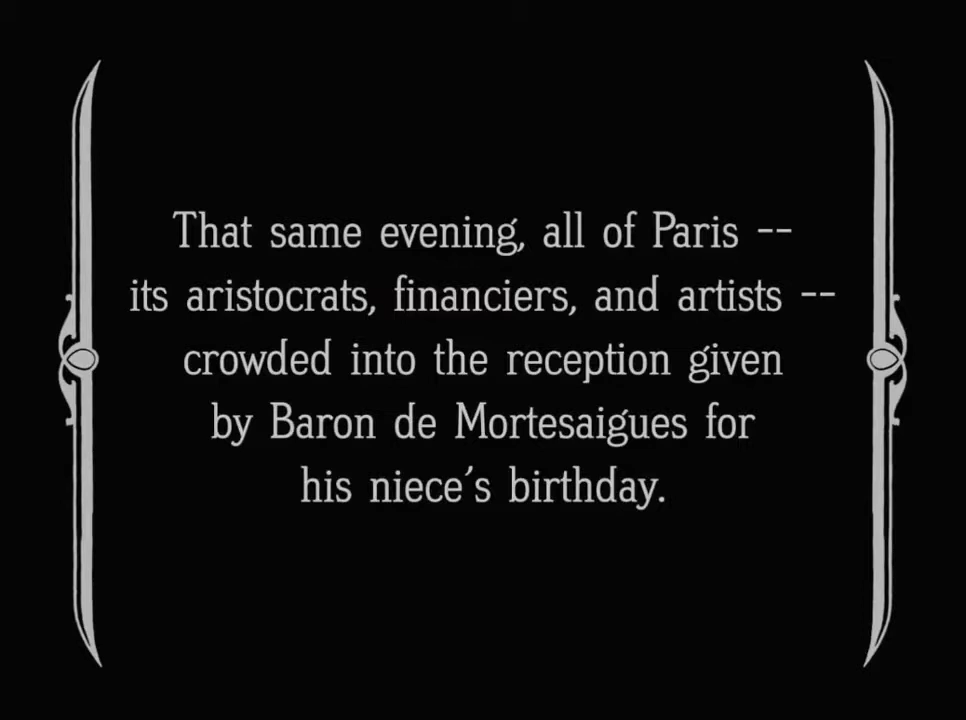 That same evening, all of Paris --
its aristocrats, financiers, and artists --
crowded into the reception given
by Baron de Mortesaigues for
his niece's birthday.